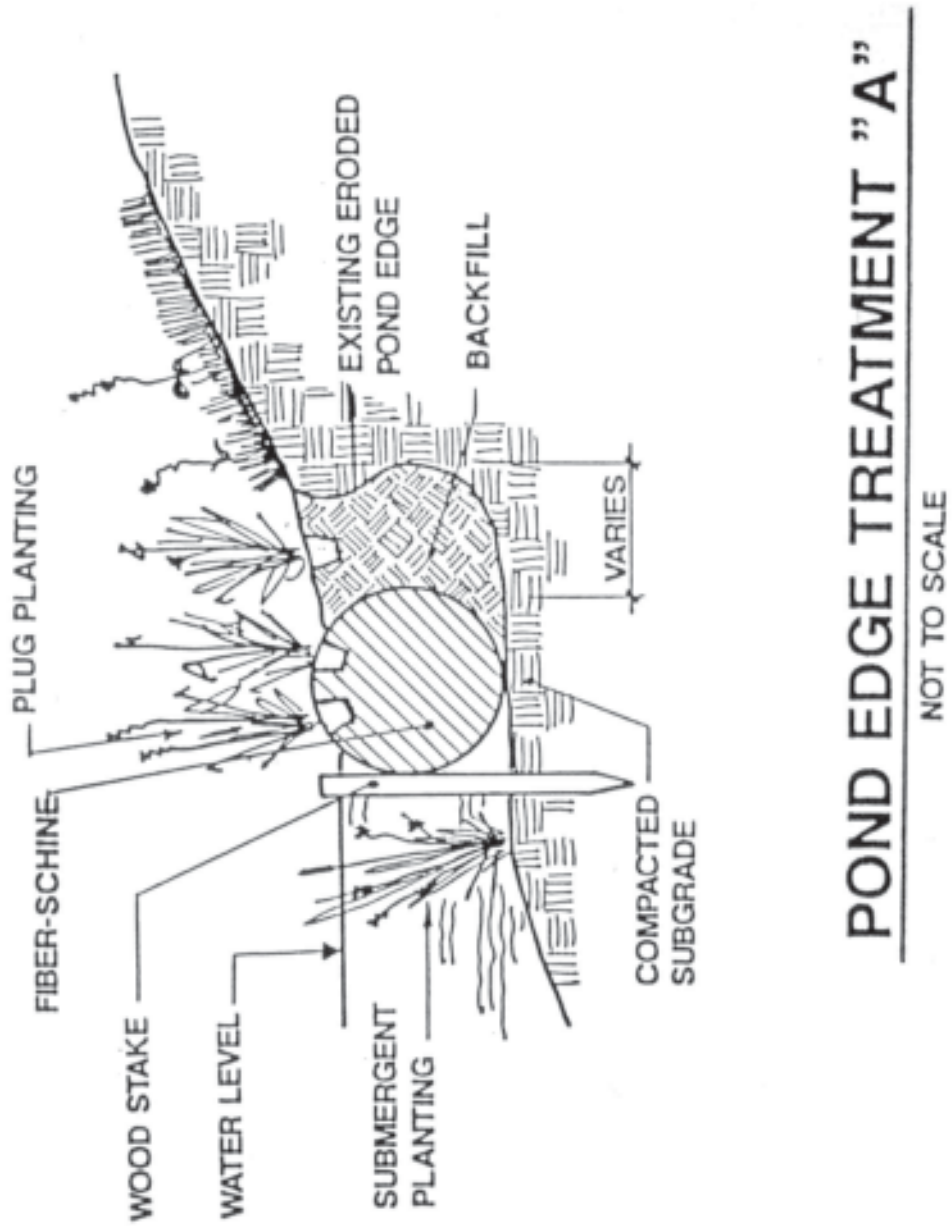 PLUG PLANTING
FIBER-SCHINE
WOOD STAKE
WATER LEVEL
SUBMERGENT
PLANTING
EXISTING ERODED
POND EDGE
BACKFILL
VARIES
COMPACTED
SUBGRADE
POND EDGE TREATMENT "A"
NOT TO SCALE